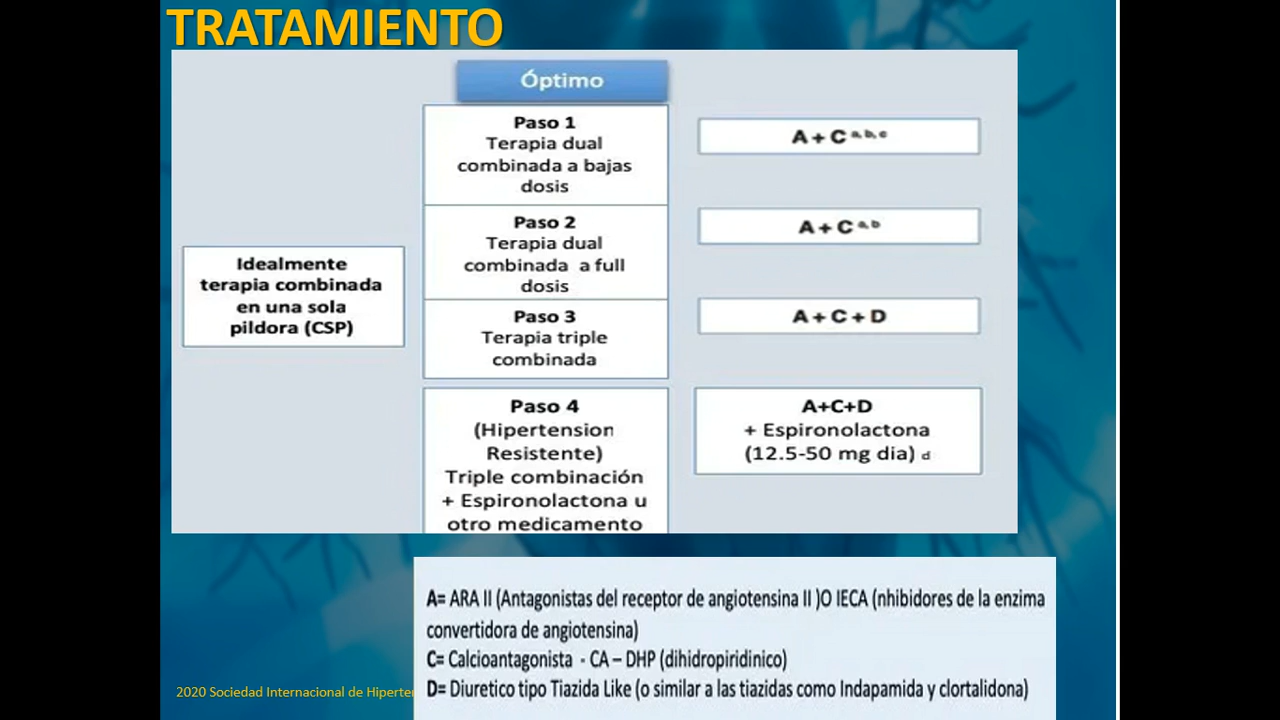 TRATAMIENTO
Óptimo
Paso 1
Terapia dual
combinada a bajas
dosis
A + C a, b, c
Paso 2
Terapia dual
combinada a full
dosis
A + C a, b
Idealmente
terapia combinada
en una sola
pildora (CSP)
Paso 3
Terapia triple
combinada
A + C + D
Paso 4
(Hipertension
Resistente)
Triple combinación
+ Espironolactona u
otro medicamento
A+C+D
+ Espironolactona
(12.5-50 mg dia) d
A= ARA II (Antagonistas del receptor de angiotensina II )O IECA (nhibidores de la enzima
convertidora de angiotensina)
C= Calcioantagonista - CA – DHP (dihidropiridinico)
D= Diuretico tipo Tiazida Like (o similar a las tiazidas como Indapamida y clortalidona)
2020 Sociedad Internacional de Hiperte